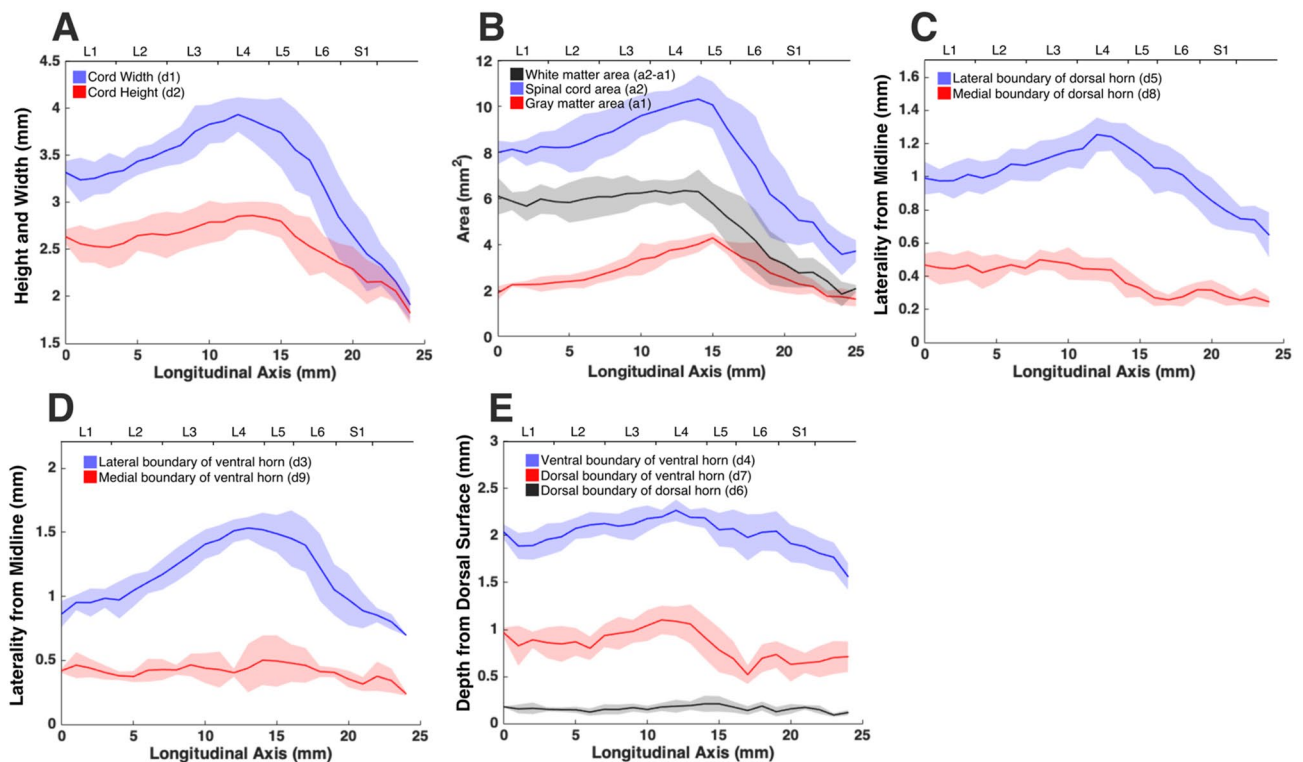 A
L1 L2 L3 L4 L5 L6 S1
4.5
4
3.5
3
2.5
2
1.5
Height and Width (mm)
Cord Width (d1)
Cord Height (d2)
0 5 10 15 20 25
Longitudinal Axis (mm)
B
L1 L2 L3 L4 L5 L6 S1
12
10
8
6
4
2
0
Area (mm2)
White matter area (a2-a1)
Spinal cord area (a2)
Gray matter area (a1)
0 5 10 15 20 25
Longitudinal Axis (mm)
C
L1 L2 L3 L4 L5 L6 S1
1.6
1.4
1.2
1
0.8
0.6
0.4
0.2
0
Laterality from Midline (mm)
Lateral boundary of dorsal horn (d5)
Medial boundary of dorsal horn (d8)
0 5 10 15 20 25
Longitudinal Axis (mm)
D
L1 L2 L3 L4 L5 L6 S1
2
1.5
1
0.5
0
Laterality from Midline (mm)
Lateral boundary of ventral horn (d3)
Medial boundary of ventral horn (d9)
0 5 10 15 20 25
Longitudinal Axis (mm)
E
L1 L2 L3 L4 L5 L6 S1
3
2.5
2
1.5
1
0.5
0
Depth from Dorsal Surface (mm)
Ventral boundary of ventral horn (d4)
Dorsal boundary of ventral horn (d7)
Dorsal boundary of dorsal horn (d6)
0 5 10 15 20 25
Longitudinal Axis (mm)